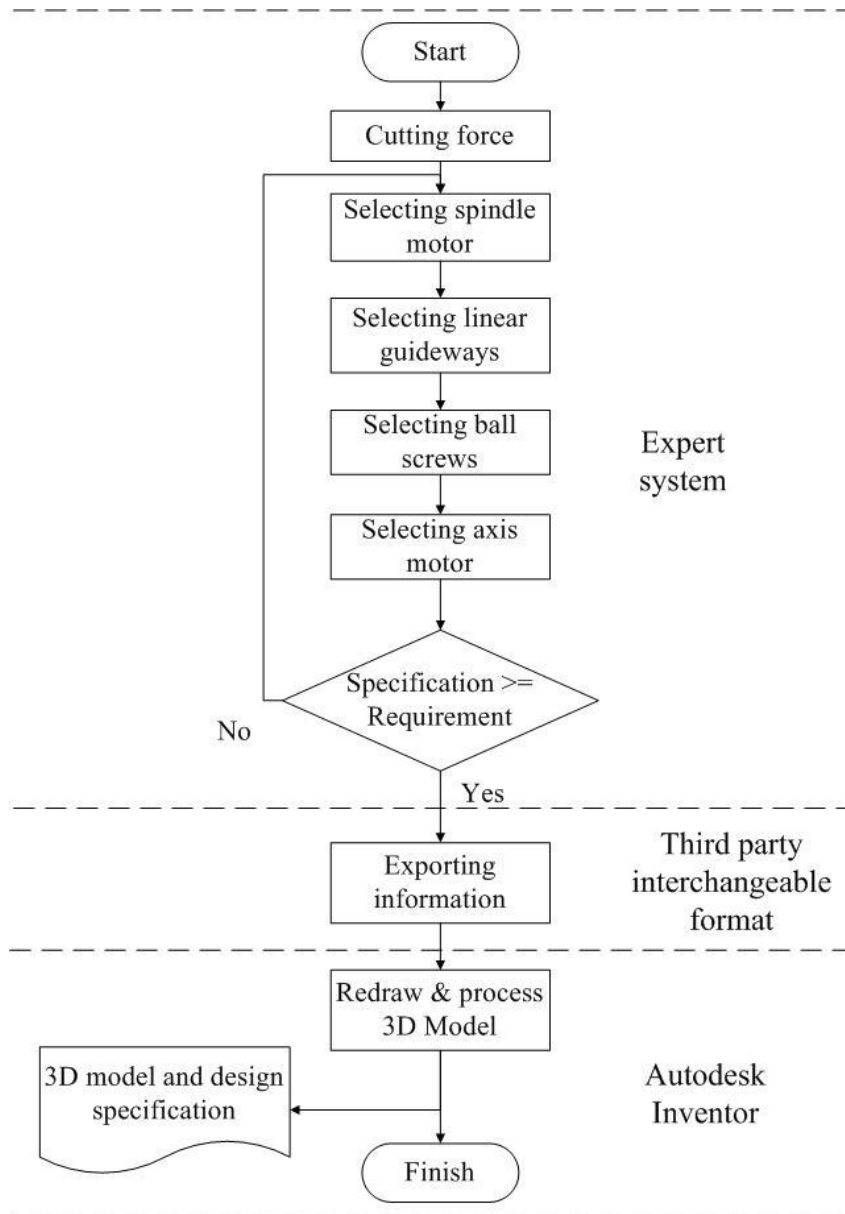 Start
Cutting force
Selecting spindle
motor
Selecting linear
guideways
Selecting ball
screws
Selecting axis
motor
Expert
system
Specification >=
Requirement
No
Yes
Exporting
information
Third party
interchangeable
format
Redraw & process
3D Model
3D model and design
specification
Autodesk
Inventor
Finish